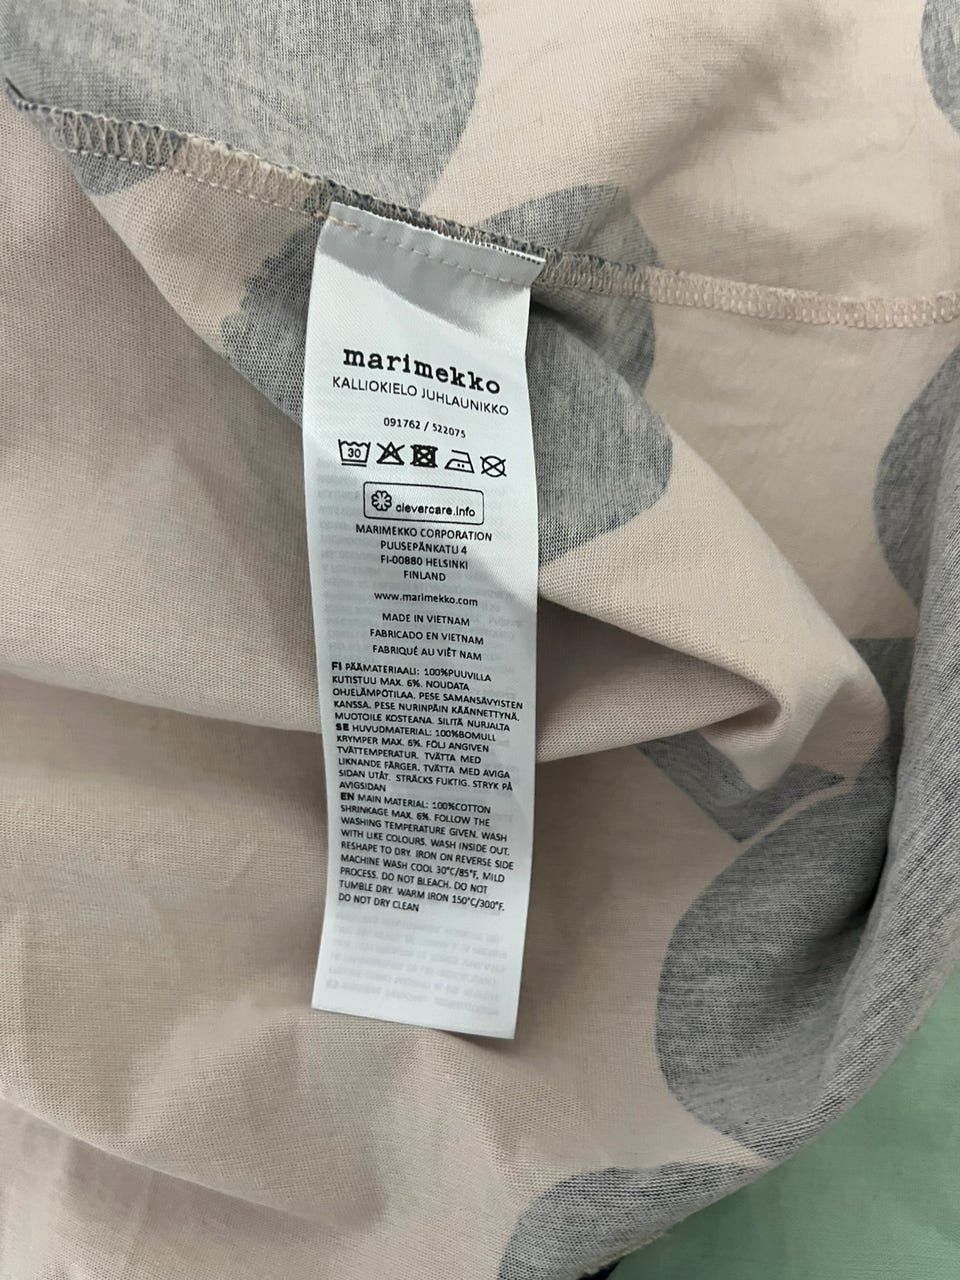 marimekko
KALLIOKIELO JUHLAUNIKKO
091762 / 522075
30
clevercare.info
MARIMEKKO CORPORATION
PUUSEPÄNKATU 4
FI-00880 HELSINKI
FINLAND
www.marimekko.com
MADE IN VIETNAM
FABRICADO EN VIETNAM
FABRIQUÉ AU VIÊT NAM
FI PÄÄMATERIAALI: 100%PUUVILLA
KUTISTUU MAX. 6%. NOUDATA
OHJELÄMPÖTILAA. PESE SAMANSÄVYISTEN
KANSSA. PESE NURINPÄIN KÄÄNNETTYNÄ.
MUOTOILE KOSTEANA. SILITÄ NURJALTA
SE HUVUDMATERIAL: 100%BOMULL
KRYMPER MAX. 6%. FÖLJ ANGIVEN
TVÄTTEMPERATUR. TVÄTTA MED
LIKNANDE FÄRGER. TVÄTTA MED AVIGA
SIDAN UTÅT. STRÄCKS FUKTIG. STRYK PÅ
AVIGSIDAN
EN MAIN MATERIAL: 100%COTTON
SHRINKAGE MAX. 6%. FOLLOW THE
WASHING TEMPERATURE GIVEN. WASH
WITH LIKE COLOURS. WASH INSIDE OUT.
RESHAPE TO DRY. IRON ON REVERSE SIDE
MACHINE WASH COOL 30°C/85°F, MILD
PROCESS. DO NOT BLEACH. DO NOT
TUMBLE DRY. WARM IRON 150°C/300°F.
DO NOT DRY CLEAN